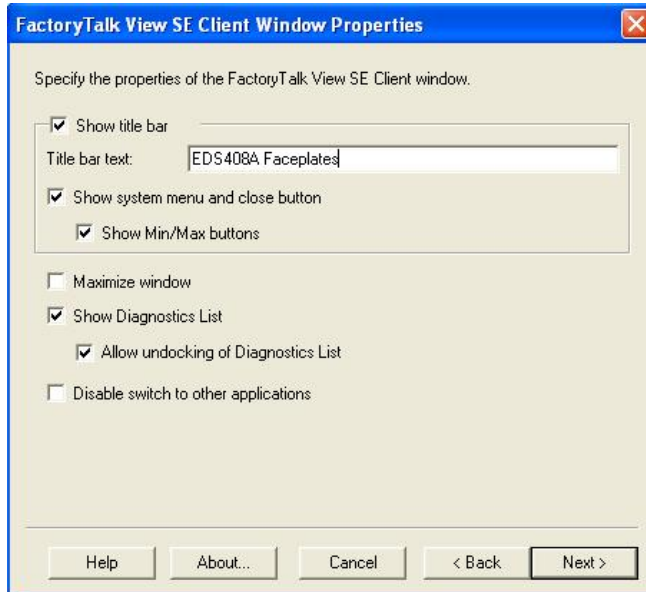 FactoryTalk View SE Client Window Properties
Specify the properties of the FactoryTalk View SE Client window.
Show title bar
Title bar text: EDS408A Faceplates
Show system menu and close button
Show Min/Max buttons
Maximize window
Show Diagnostics List
Allow undocking of Diagnostics List
Disable switch to other applications
Help About... Cancel < Back Next >